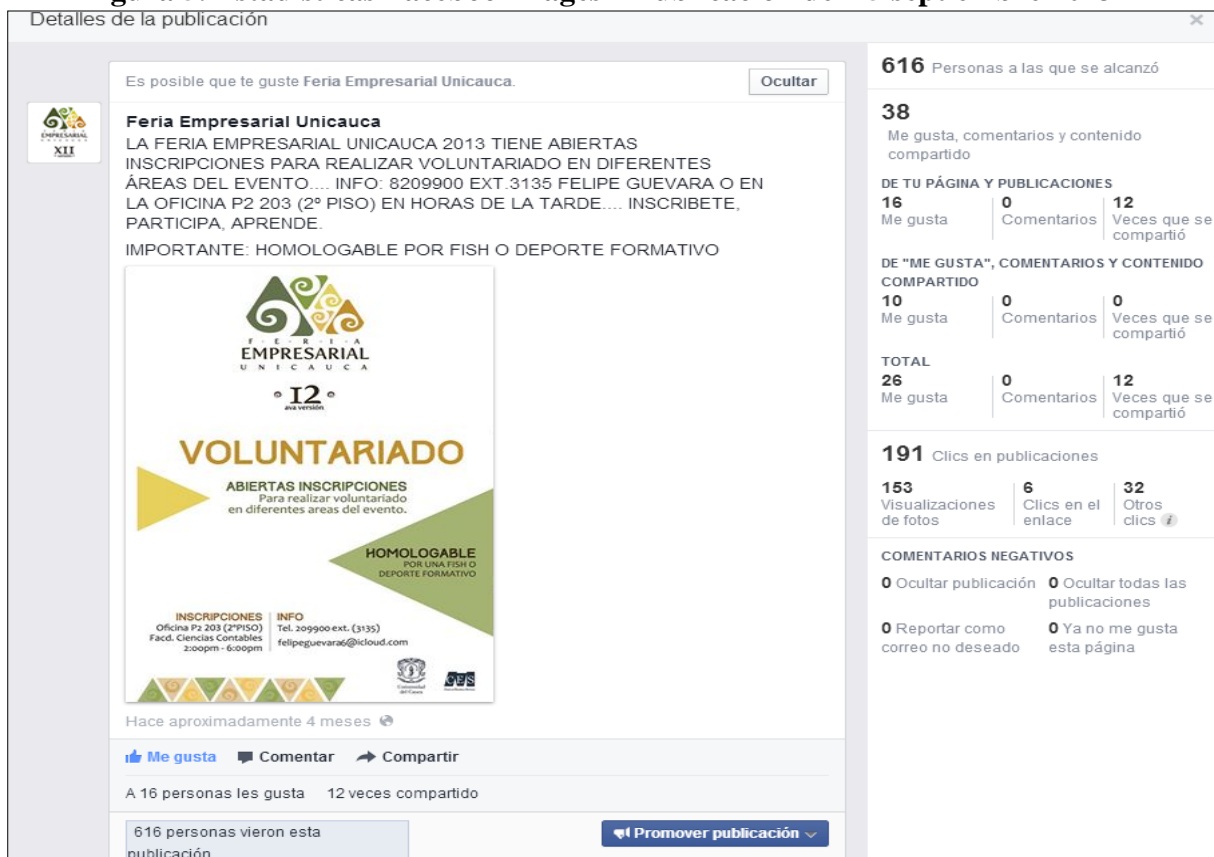 Detalles de la publicación
Es posible que te guste Feria Empresarial Unicauca.
Ocultar
EMPRESARIAL
XII
Feria Empresarial Unicauca
LA FERIA EMPRESARIAL UNICAUCA 2013 TIENE ABIERTAS
INSCRIPCIONES PARA REALIZAR VOLUNTARIADO EN DIFERENTES
ÁREAS DEL EVENTO.... INFO: 8209900 EXT.3135 FELIPE GUEVARA O EN
LA OFICINA P2 203 (2º PISO) EN HORAS DE LA TARDE.... INSCRIBETE,
PARTICIPA, APRENDE.
IMPORTANTE: HOMOLOGABLE POR FISH O DEPORTE FORMATIVO
F·E·R·I·A
EMPRESARIAL
UNICAUCA
12
ava versión
VOLUNTARIADO
ABIERTAS INSCRIPCIONES
Para realizar voluntariado
en diferentes areas del evento.
HOMOLOGABLE
POR UNA FISH O
DEPORTE FORMATIVO
INSCRIPCIONES
Oficina P2 203 (2ºPISO)
Facd. Ciencias Contables
2:00pm - 6:00pm
INFO
Tel. 209900 ext. (3135)
felipeguevara6@icloud.com
Hace aproximadamente 4 meses
Me gusta Comentar Compartir
A 16 personas les gusta 12 veces compartido
616 personas vieron esta
publicación
Promover publicación
616 Personas a las que se alcanzó
38
Me gusta, comentarios y contenido
compartido
DE TU PÁGINA Y PUBLICACIONES
16 0 12
Me gusta Comentarios Veces que se
compartió
DE "ME GUSTA", COMENTARIOS Y CONTENIDO
COMPARTIDO
10 0 0
Me gusta Comentarios Veces que se
compartió
TOTAL
26 0 12
Me gusta Comentarios Veces que se
compartió
191 Clics en publicaciones
153 6 32
Visualizaciones Clics en el Otros
de fotos enlace clics i
COMENTARIOS NEGATIVOS
0 Ocultar publicación 0 Ocultar todas las
publicaciones
0 Reportar como 0 Ya no me gusta
correo no deseado esta página